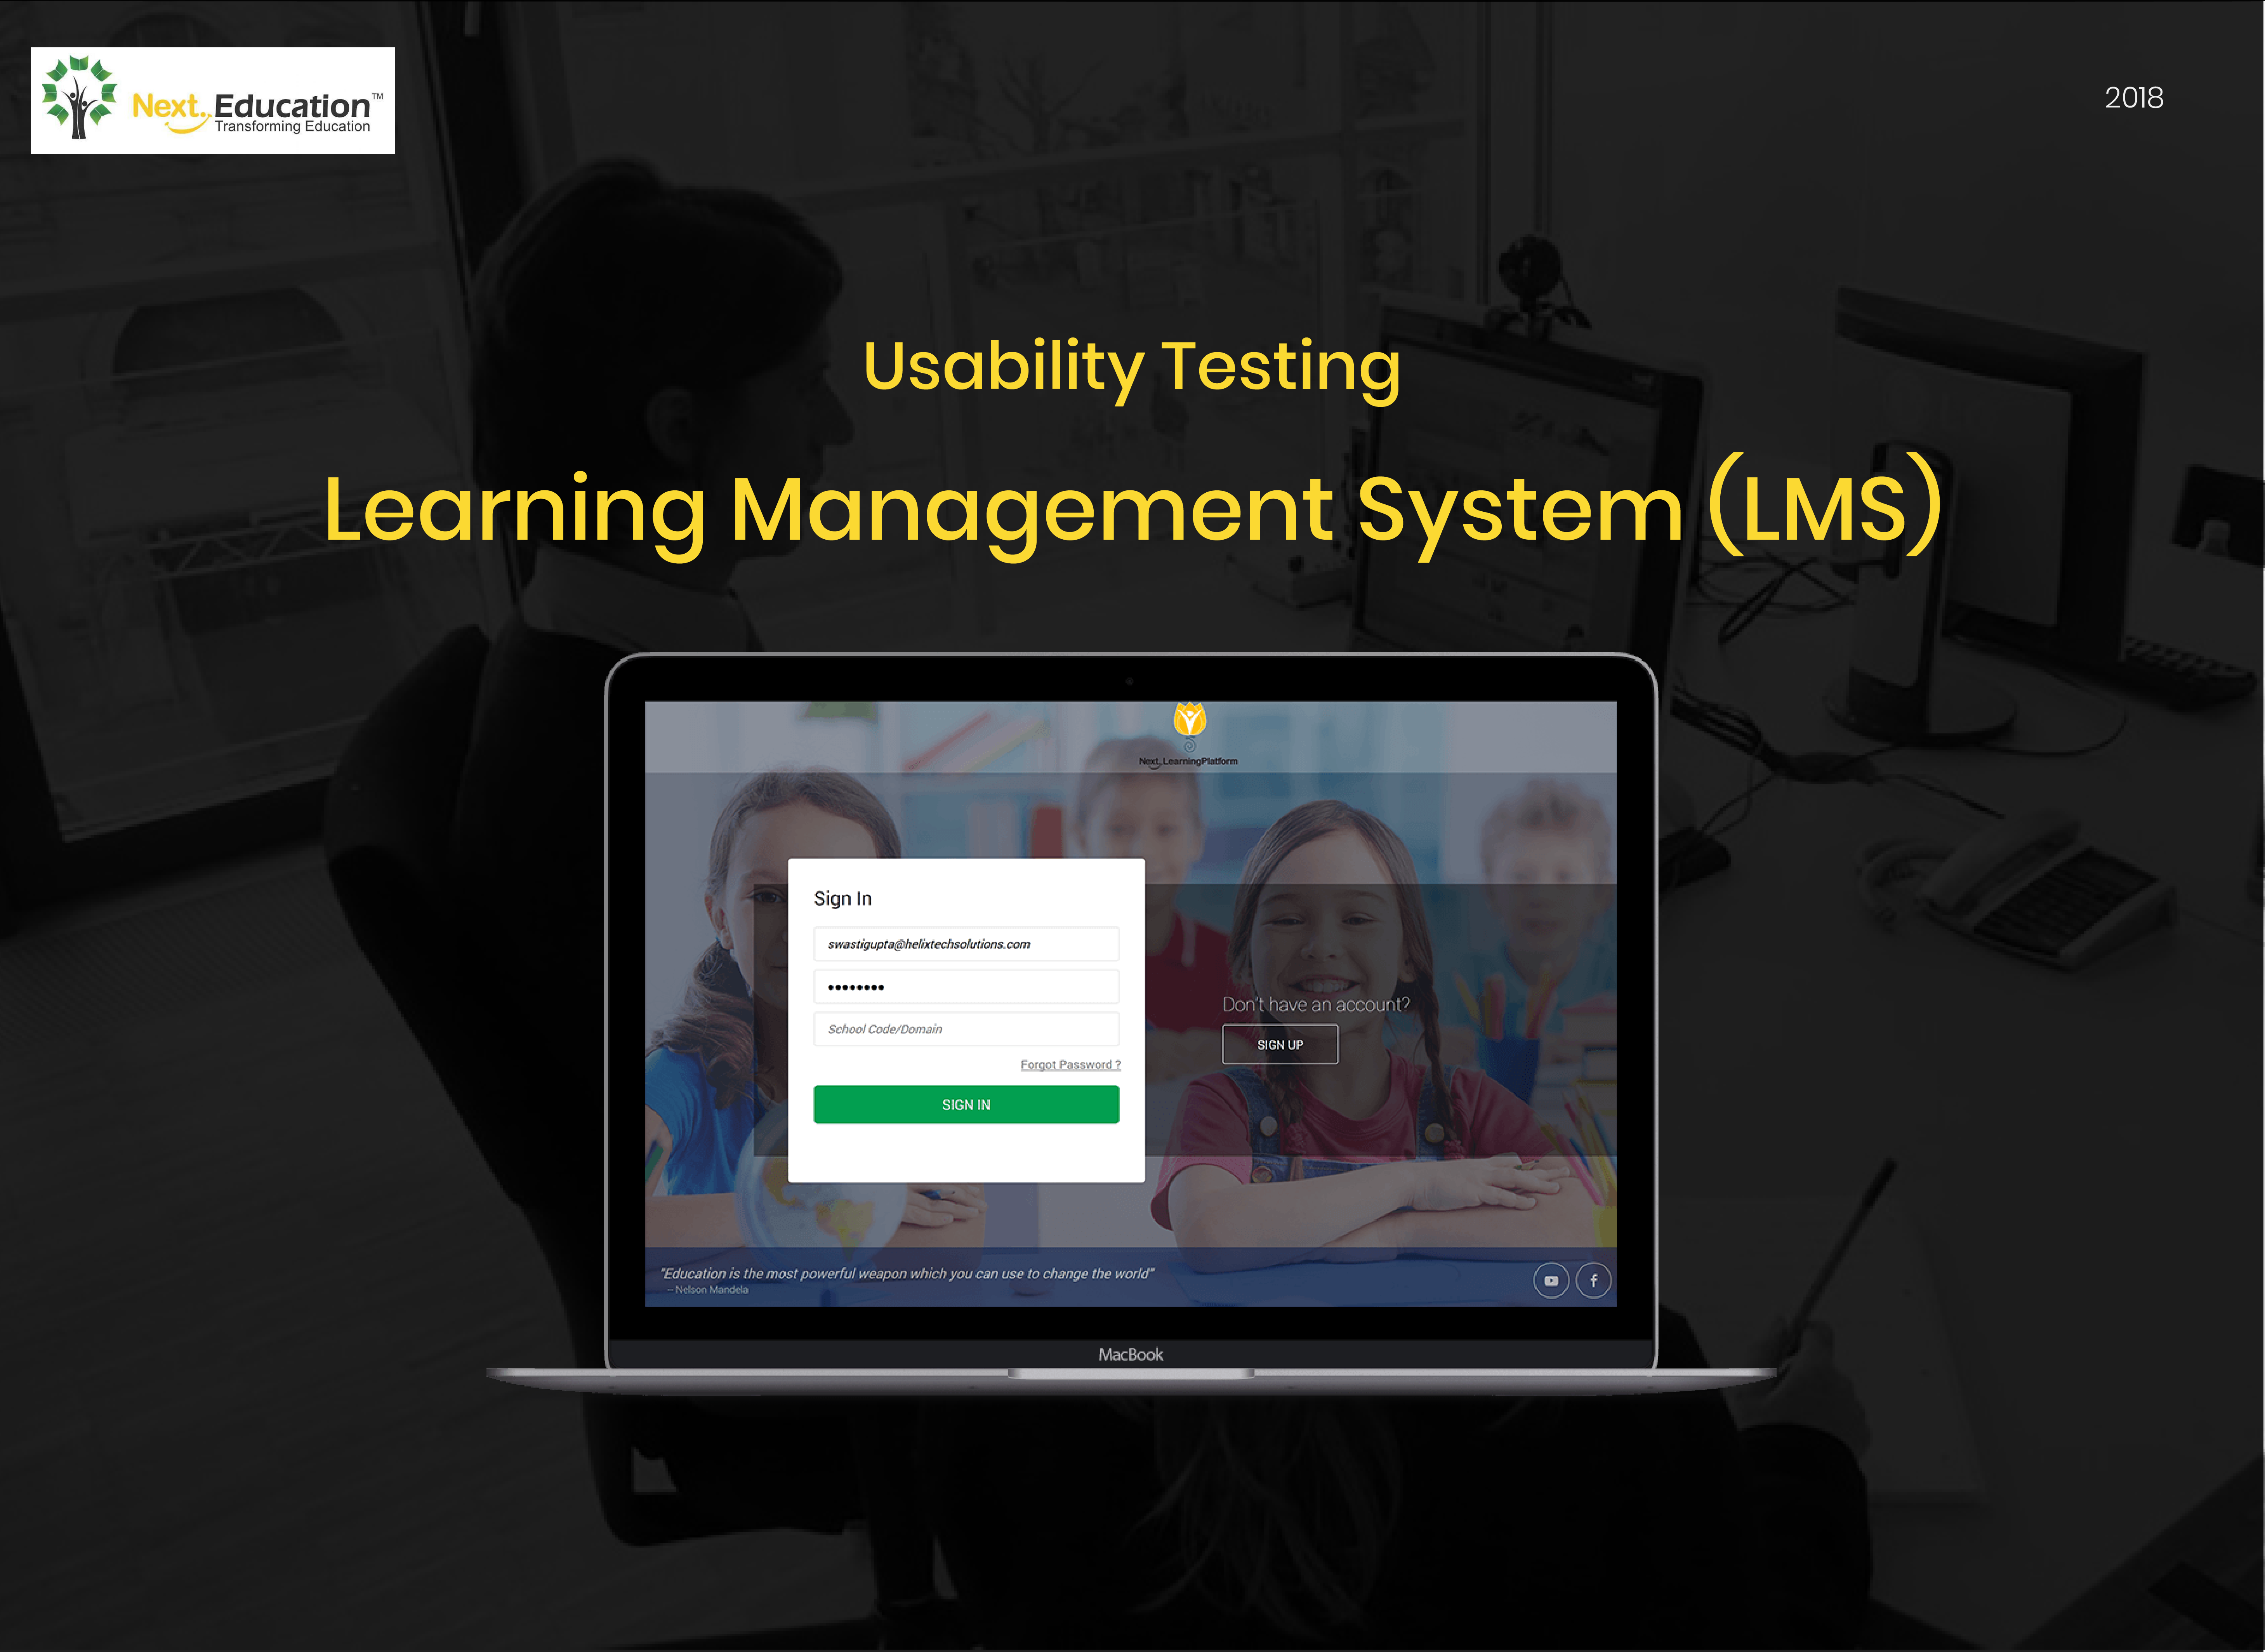 Next.Education™
Transforming Education
2018
Usability Testing
Learning Management System (LMS)
Next.LearningPlatform
Sign In
swastigupta@helixtechsolutions.com
••••••••
School Code/Domain
Forgot Password ?
SIGN IN
Don't have an account?
SIGN UP
"Education is the most powerful weapon which you can use to change the world"
– Nelson Mandela
f
MacBook